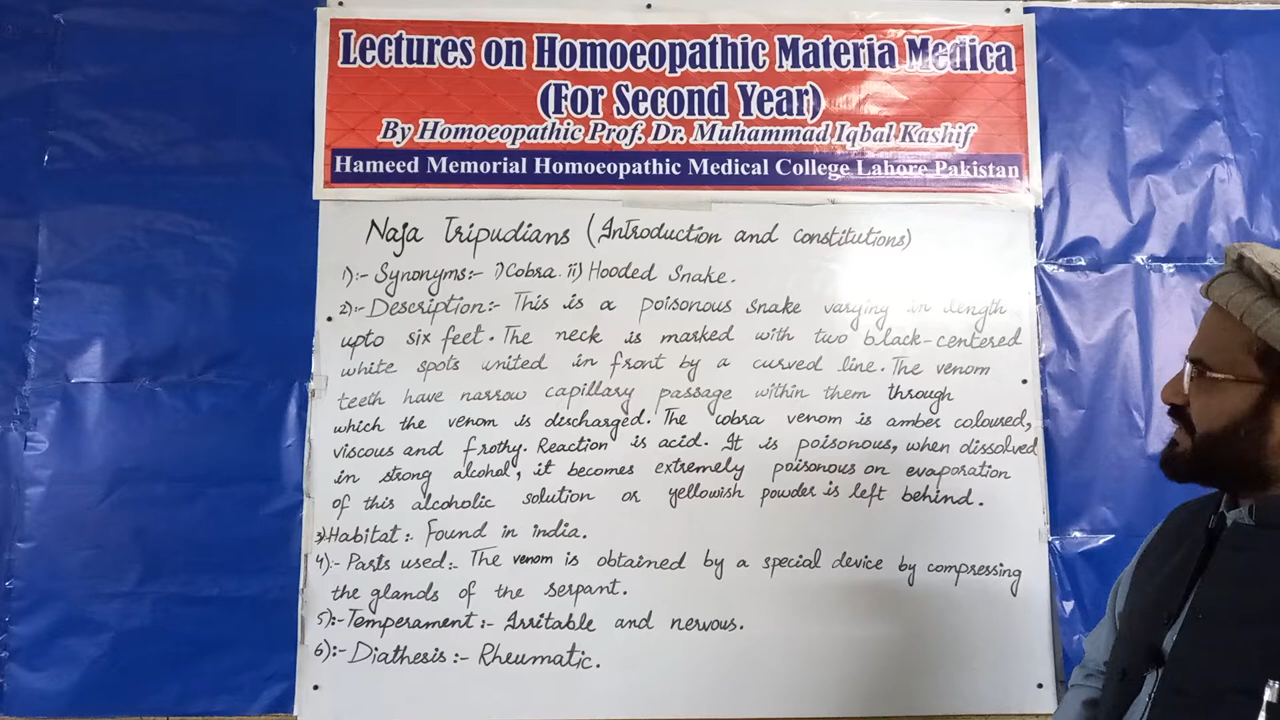 Lectures on Homoeopathic Materia Medica
(For Second Year)
By Homoeopathic Prof. Dr. Muhammad Iqbal Kashif
Hameed Memorial Homoeopathic Medical College Lahore Pakistan
Naja Tripudians (Introduction and constitutions)
1):- Synonyms:- i) Cobra. ii) Hooded Snake.
2):- Description:- This is a poisonous snake varying in length
upto six feet. The neck is marked with two black-centered
white spots united in front by a curved line. The venom
teeth have narrow capillary passage within them through
which the venom is discharged. The cobra venom is amber coloured,
viscous and frothy. Reaction is acid. It is poisonous, when dissolved
in strong alcohol, it becomes extremely poisonous on evaporation
of this alcoholic solution or yellowish powder is left behind.
3)Habitat:- Found in india.
4):- Parts used:- The venom is obtained by a special device by compressing
the glands of the serpant.
5):- Temperament:- Irritable and nervous.
6):- Diathesis:- Rheumatic.